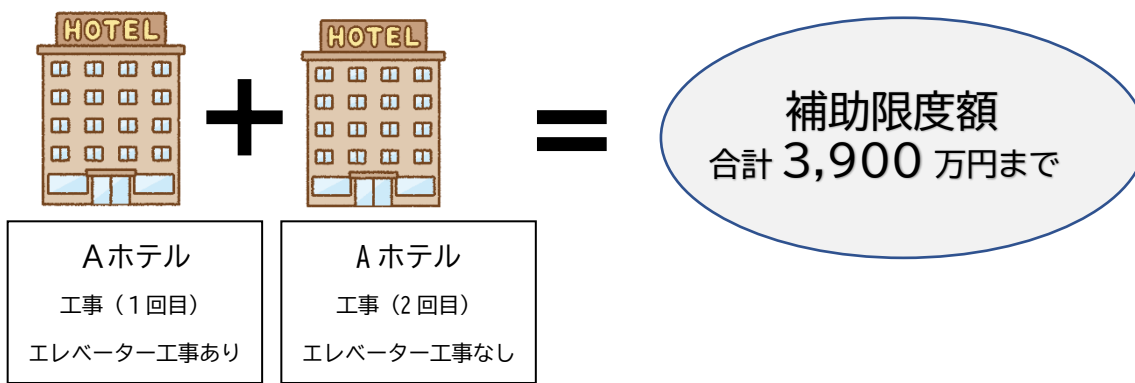 HOTEL
HOTEL
補助限度額
合計 3,900 万円まで
Aホテル
工事（１回目）
エレベーター工事あり
A ホテル
工事（２回目）
エレベーター工事なし